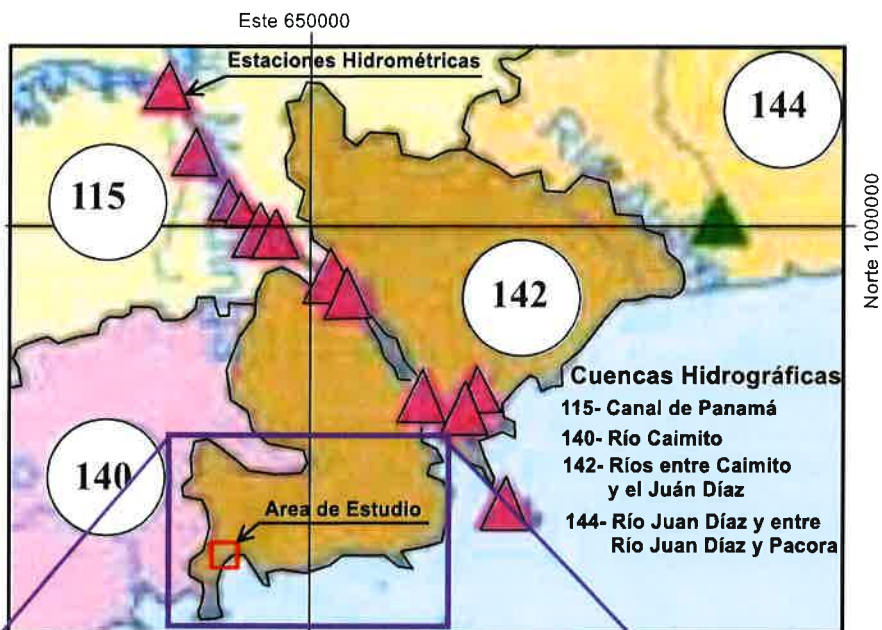 Este 650000
Estaciones Hidrométricas
144
115
Norte 1000000
142
Cuencas Hidrográficas
115- Canal de Panamá
140- Río Caimito
142- Ríos entre Caimito
y el Juán Díaz
144- Río Juan Díaz y entre
Río Juan Díaz y Pacora
140
Area de Estudio